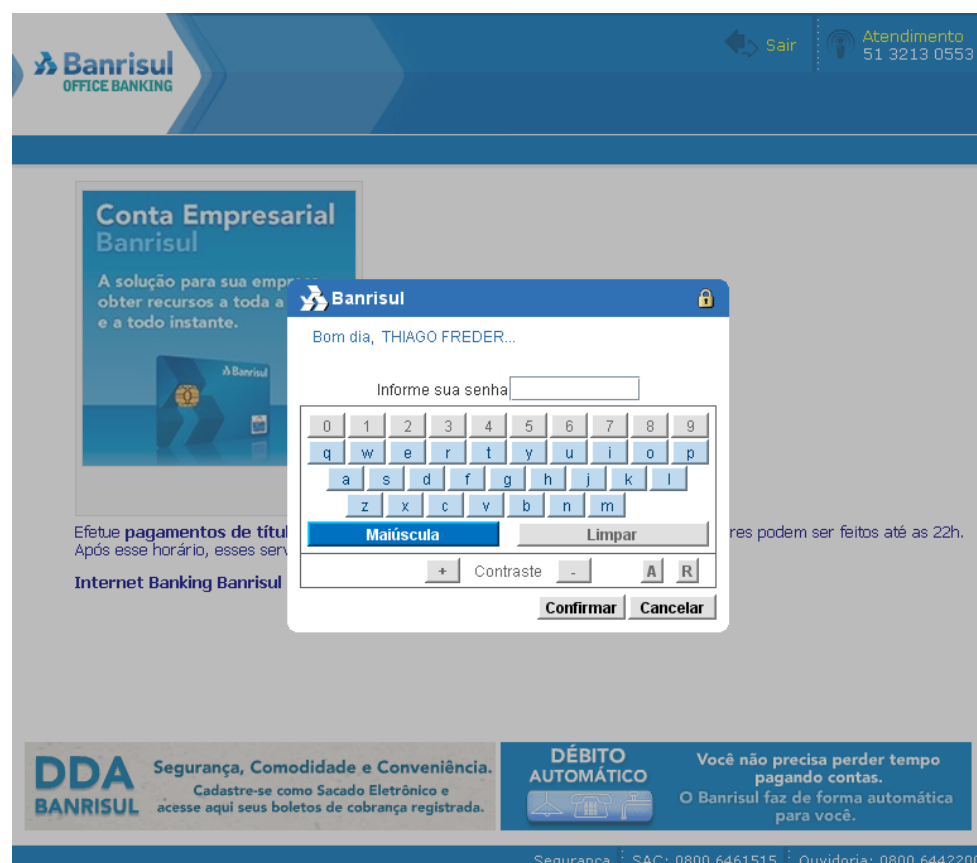 Banrisul
OFFICE BANKING
Sair
Atendimento
51 3213 0553
Conta Empresarial
Banrisul
A solução para sua
obter recursos a toda a
e a todo instante.
Banrisul
Banrisul
Bom dia, THIAGO FREDER...
Informe sua senha
0 1 2 3 4 5 6 7 8 9
q w e r t y u i o p
a s d f g h j k l
z x c v b n m
Maiúscula Limpar
+ Contraste - A R
Confirmar Cancelar
Efetue pagamentos de títul res podem ser feitos até as 22h.
Após esse horário, esses serv
Internet Banking Banrisul
DDA
BANRISUL
Segurança, Comodidade e Conveniência.
Cadastre-se como Sacado Eletrônico e
acesse aqui seus boletos de cobrança registrada.
DÉBITO
AUTOMÁTICO
Você não precisa perder tempo
pagando contas.
O Banrisul faz de forma automática
para você.
Segurança SAC: 0800 6461515 Ouvidoria: 0800 644220